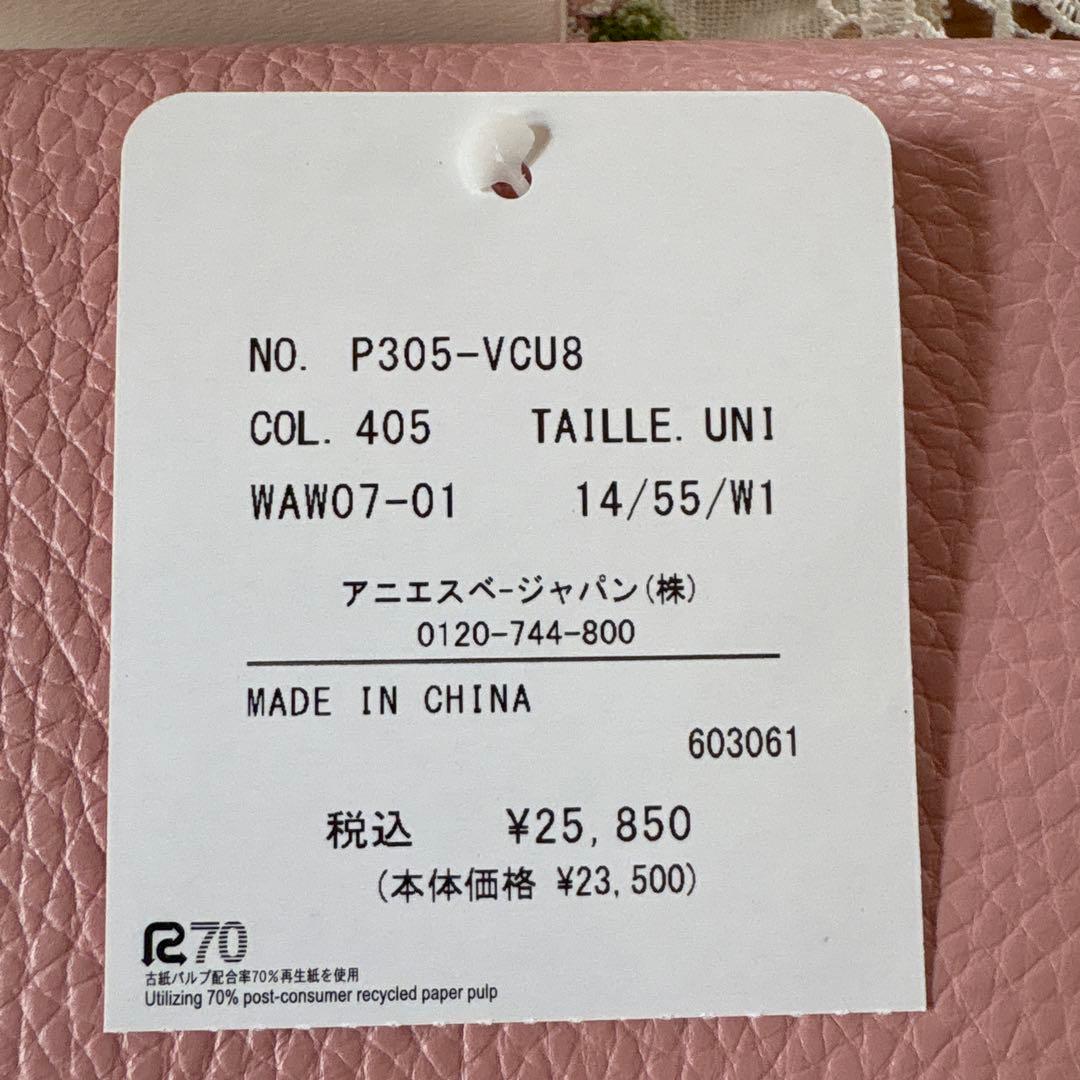 NO. P305-VCU8
COL. 405 TAILLE. UNI
WAW07-01 14/55/W1
アニエスベージャパン(株)
0120-744-800
MADE IN CHINA
603061
税込 ¥25,850
(本体価格 ¥23,500)
R70
古紙パルプ配合率70%再生紙を使用
Utilizing 70% post-consumer recycled paper pulp